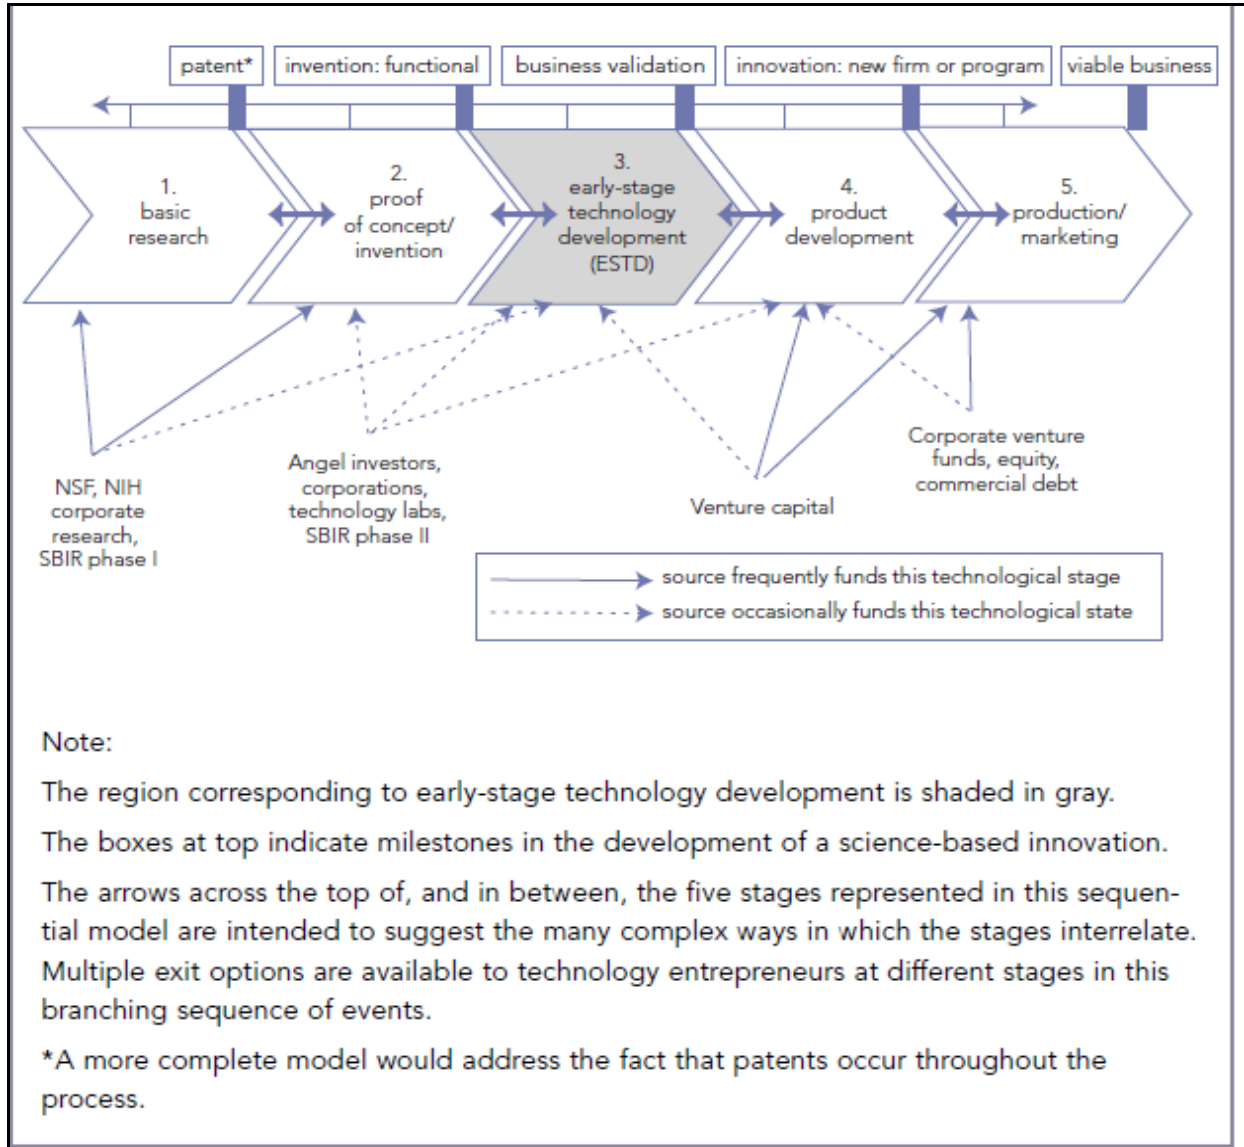 patent*
invention: functional
business validation
innovation: new firm or program
viable business
1.
basic
research
2.
proof
of concept/
invention
3.
early-stage
technology
development
(ESTD)
4.
product
development
5.
production/
marketing
NSF, NIH
corporate
research,
SBIR phase I
Angel investors,
corporations,
technology labs,
SBIR phase II
Venture capital
Corporate venture
funds, equity,
commercial debt
source frequently funds this technological stage
source occasionally funds this technological state
Note:
The region corresponding to early-stage technology development is shaded in gray.
The boxes at top indicate milestones in the development of a science-based innovation.
The arrows across the top of, and in between, the five stages represented in this sequen-
tial model are intended to suggest the many complex ways in which the stages interrelate.
Multiple exit options are available to technology entrepreneurs at different stages in this
branching sequence of events.
*A more complete model would address the fact that patents occur throughout the
process.